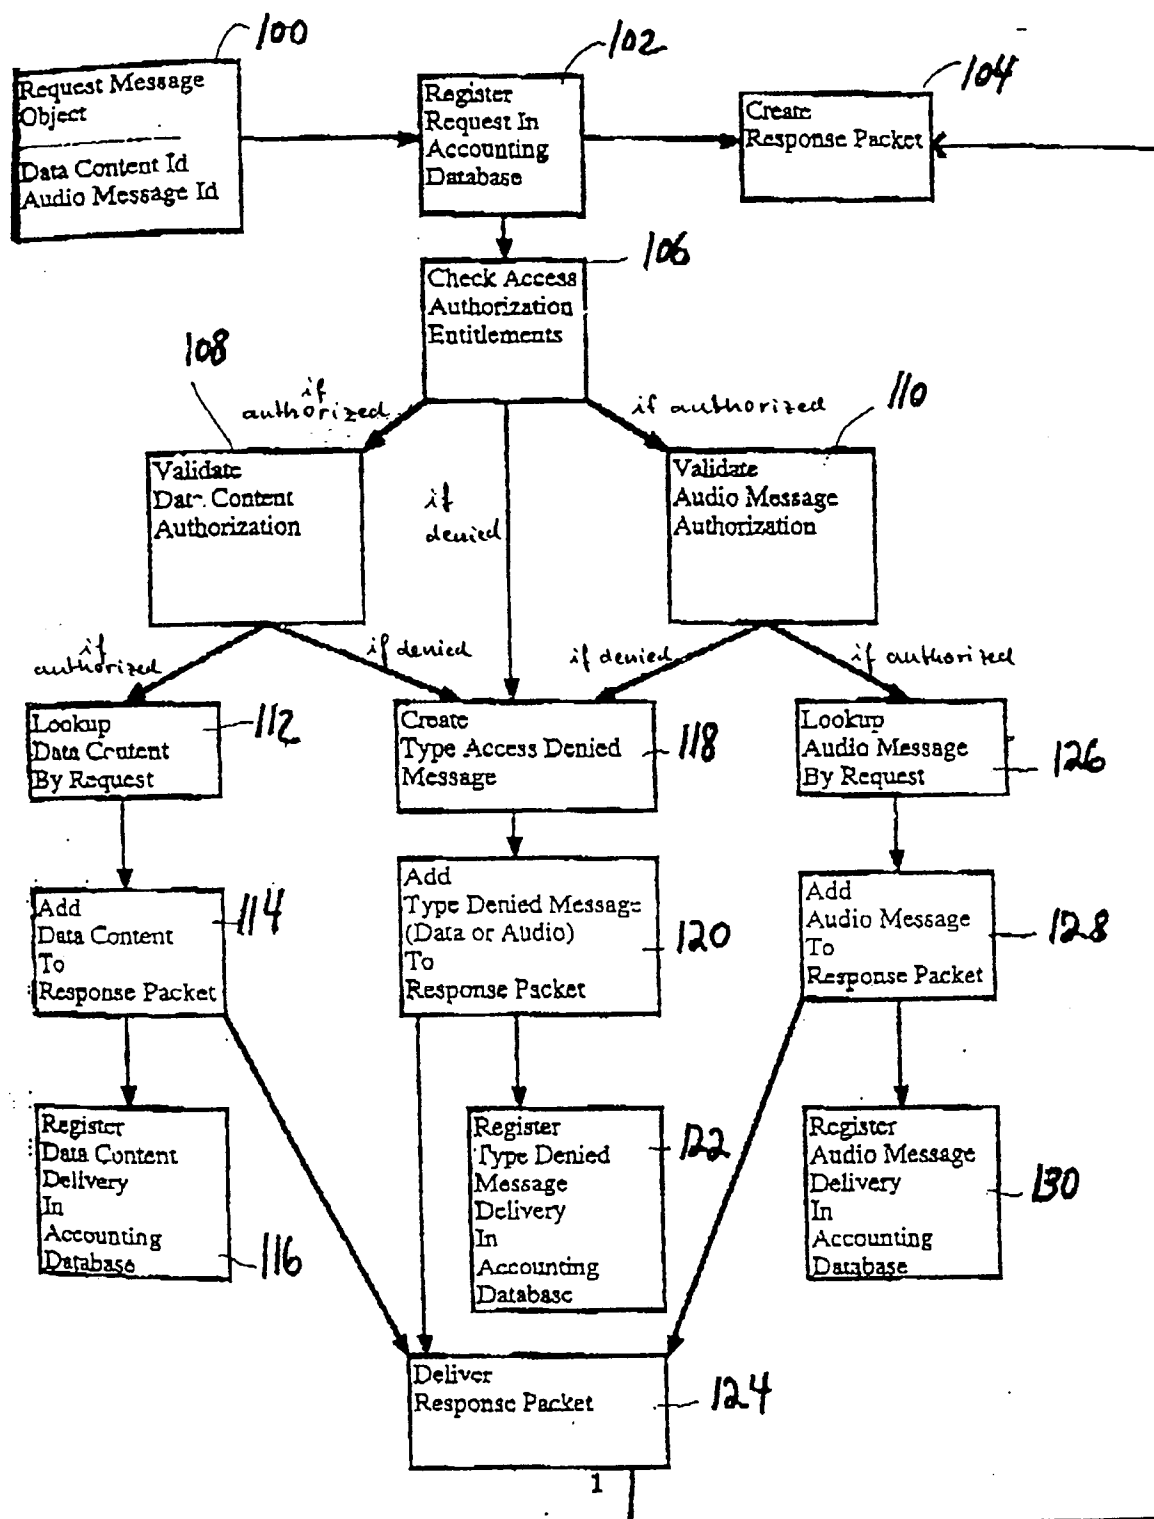 100
102
104
Request Message
Object
Data Content Id
Audio Message Id
Register
Request In
Accounting
Database
Create
Response Packet
106
Check Access
Authorization
Entitlements
108
if
authorized
if authorized
110
Validate
Data Content
Authorization
if
denied
Validate
Audio Message
Authorization
if
authorized
if denied
if denied
if authorized
Lookup
Data Content
By Request
112
Create
Type Access Denied
Message
118
Lookup
Audio Message
By Request
126
Add
Data Content
To
Response Packet
114
Add
Type Denied Message
(Data or Audio)
To
Response Packet
120
Add
Audio Message
To
Response Packet
128
Register
Data Content
Delivery
In
Accounting
Database
116
Register
Type Denied
Message
Delivery
In
Accounting
Database
122
Register
Audio Message
Delivery
In
Accounting
Database
130
Deliver
Response Packet
124
1